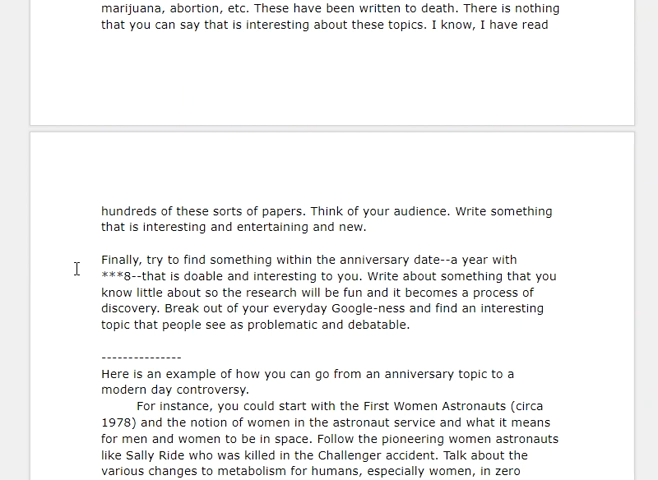 marijuana, abortion, etc. These have been written to death. There is nothing
that you can say that is interesting about these topics. I know, I have read
hundreds of these sorts of papers. Think of your audience. Write something
that is interesting and entertaining and new.
Finally, try to find something within the anniversary date--a year with
***8--that is doable and interesting to you. Write about something that you
know little about so the research will be fun and it becomes a process of
discovery. Break out of your everyday Google-ness and find an interesting
topic that people see as problematic and debatable.
---------------
Here is an example of how you can go from an anniversary topic to a
modern day controversy.
For instance, you could start with the First Women Astronauts (circa
1978) and the notion of women in the astronaut service and what it means
for men and women to be in space. Follow the pioneering women astronauts
like Sally Ride who was killed in the Challenger accident. Talk about the
various changes to metabolism for humans, especially women, in zero